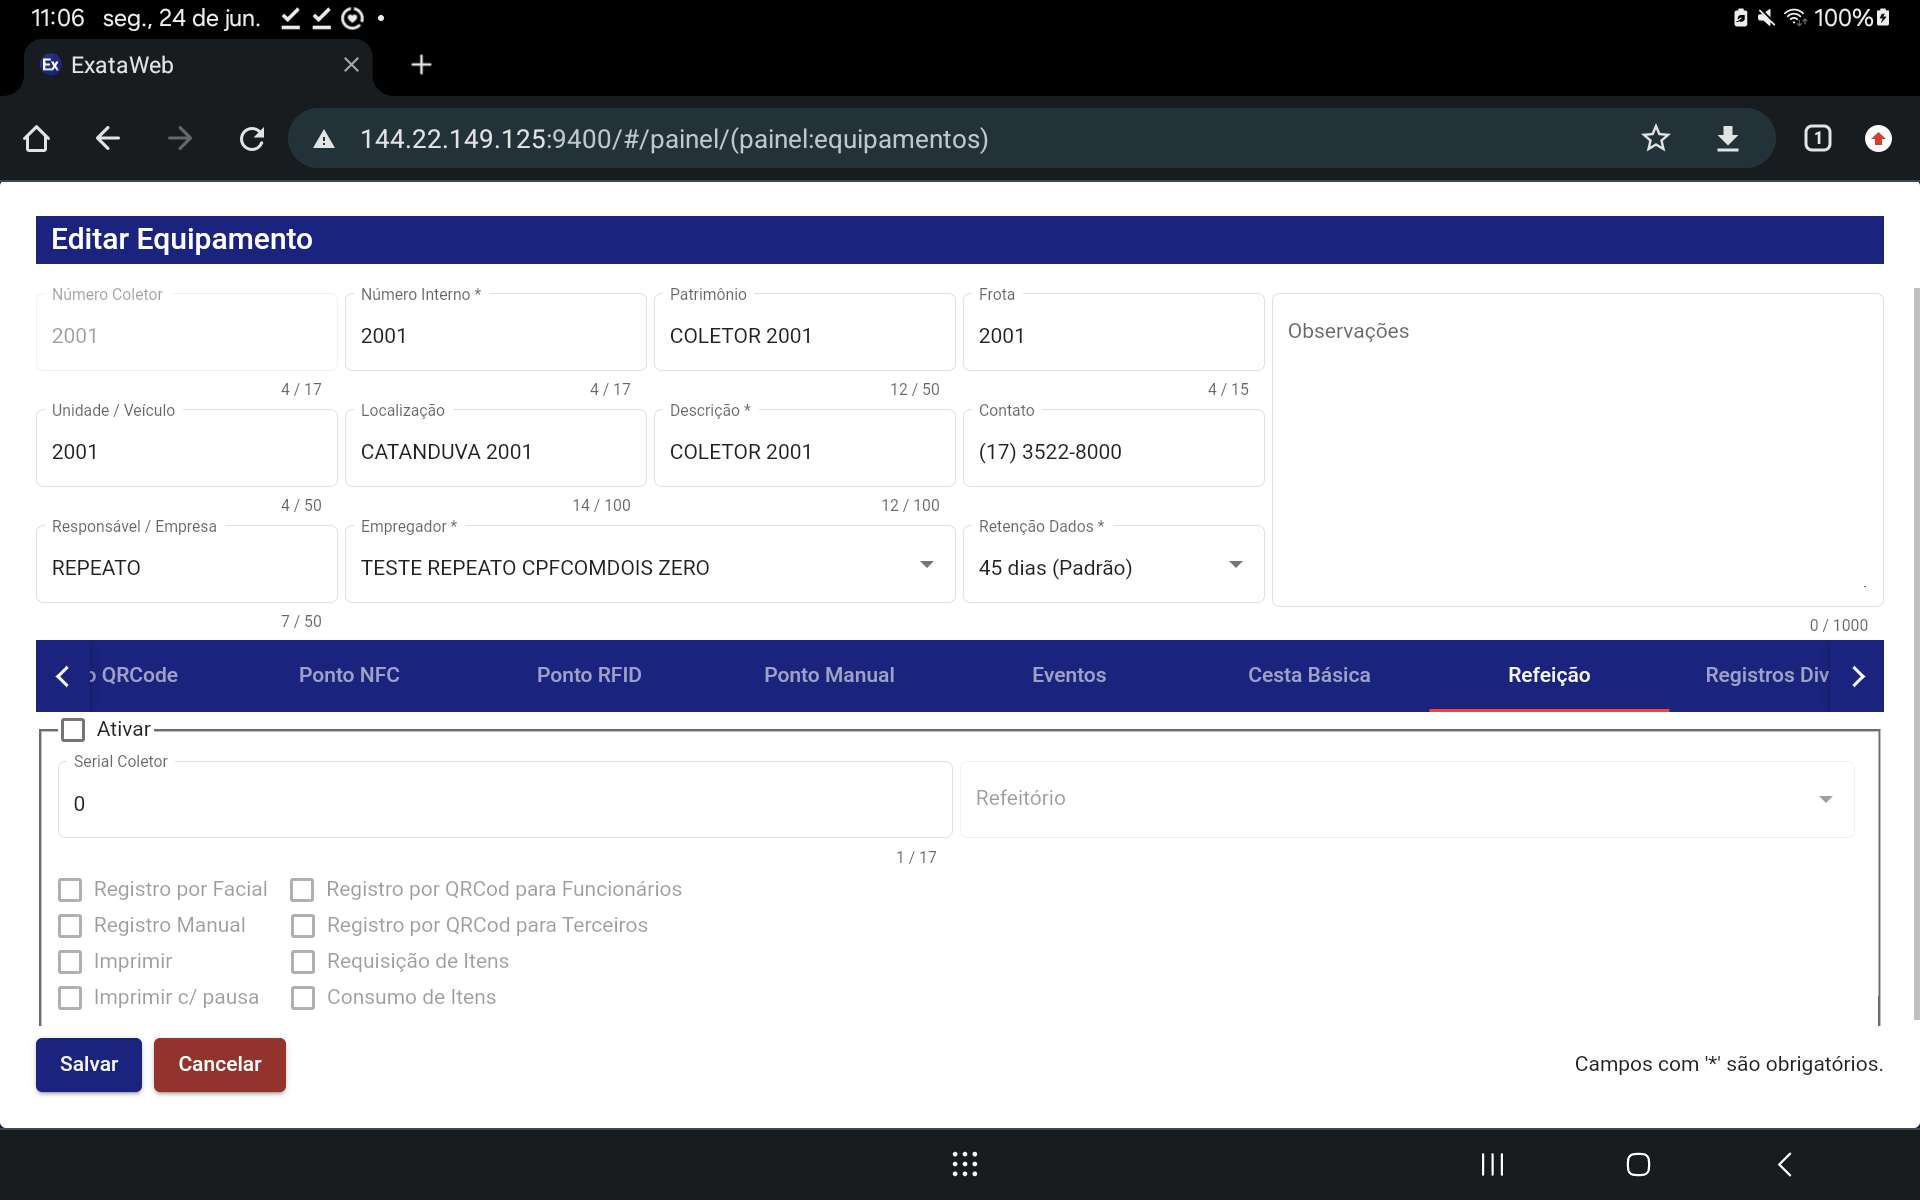 11:06 seg., 24 de jun.
100%
Ex ExataWeb
144.22.149.125:9400/#/painel/(painel:equipamentos)
1
Editar Equipamento
Número Coletor
2001
4 / 17
Número Interno *
2001
4 / 17
Patrimônio
COLETOR 2001
12 / 50
Frota
2001
4 / 15
Observações
0 / 1000
Unidade / Veículo
2001
4 / 50
Localização
CATANDUVA 2001
14 / 100
Descrição *
COLETOR 2001
12 / 100
Contato
(17) 3522-8000
Responsável / Empresa
REPEATO
7 / 50
Empregador *
TESTE REPEATO CPFCOMDOIS ZERO
Retenção Dados *
45 dias (Padrão)
o QRCode
Ponto NFC
Ponto RFID
Ponto Manual
Eventos
Cesta Básica
Refeição
Registros Div
Ativar
Serial Coletor
0
1 / 17
Refeitório
Registro por Facial
Registro por QRCod para Funcionários
Registro Manual
Registro por QRCod para Terceiros
Imprimir
Requisição de Itens
Imprimir c/ pausa
Consumo de Itens
Salvar
Cancelar
Campos com '*' são obrigatórios.